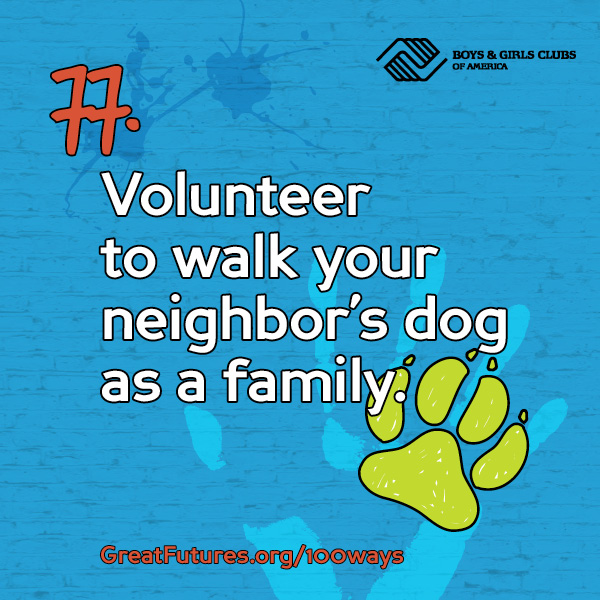 BOYS & GIRLS CLUBS
OF AMERICA
77.
Volunteer
to walk your
neighbor's dog
as a family.
GreatFutures.org/100ways